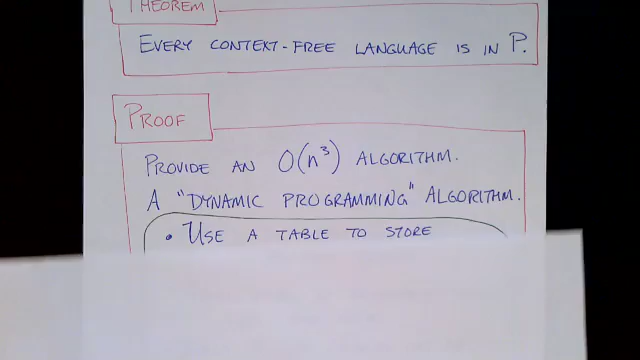 THEOREM
EVERY CONTEXT-FREE LANGUAGE IS IN P.
PROOF
PROVIDE AN O(n³) ALGORITHM.
A "DYNAMIC PROGRAMMING" ALGORITHM.
• USE A TABLE TO STORE